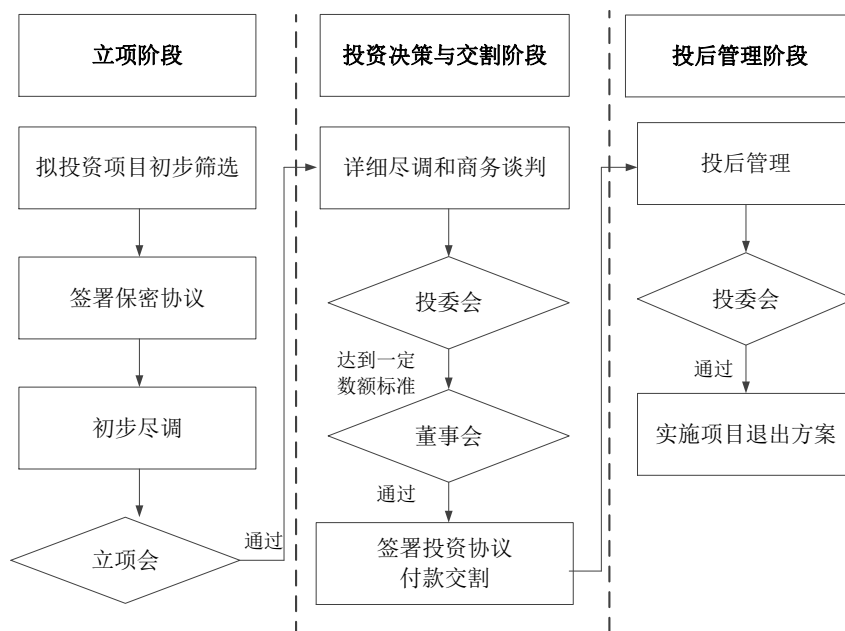 立项阶段
拟投资项目初步筛选
签署保密协议
初步尽调
立项会
通过
投资决策与交割阶段
详细尽调和商务谈判
投委会
达到一定
数额标准
董事会
通过
签署投资协议
付款交割
投后管理阶段
投后管理
投委会
通过
实施项目退出方案